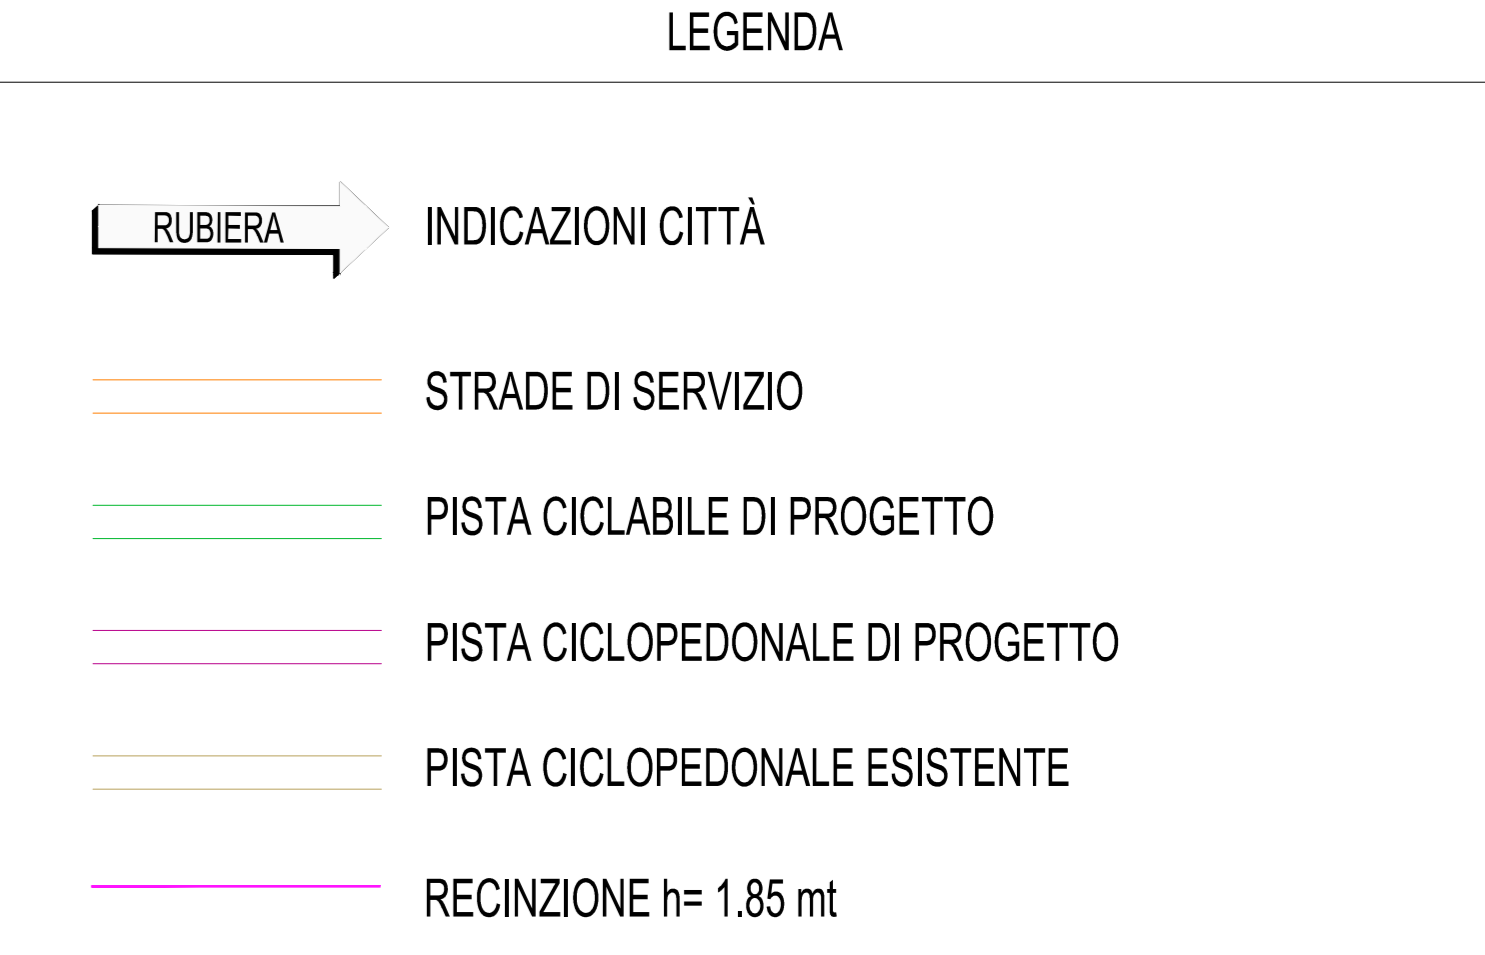 LEGENDA
RUBIERA INDICAZIONI CITTÀ
STRADE DI SERVIZIO
PISTA CICLABILE DI PROGETTO
PISTA CICLOPEDONALE DI PROGETTO
PISTA CICLOPEDONALE ESISTENTE
RECINZIONE h= 1.85 mt